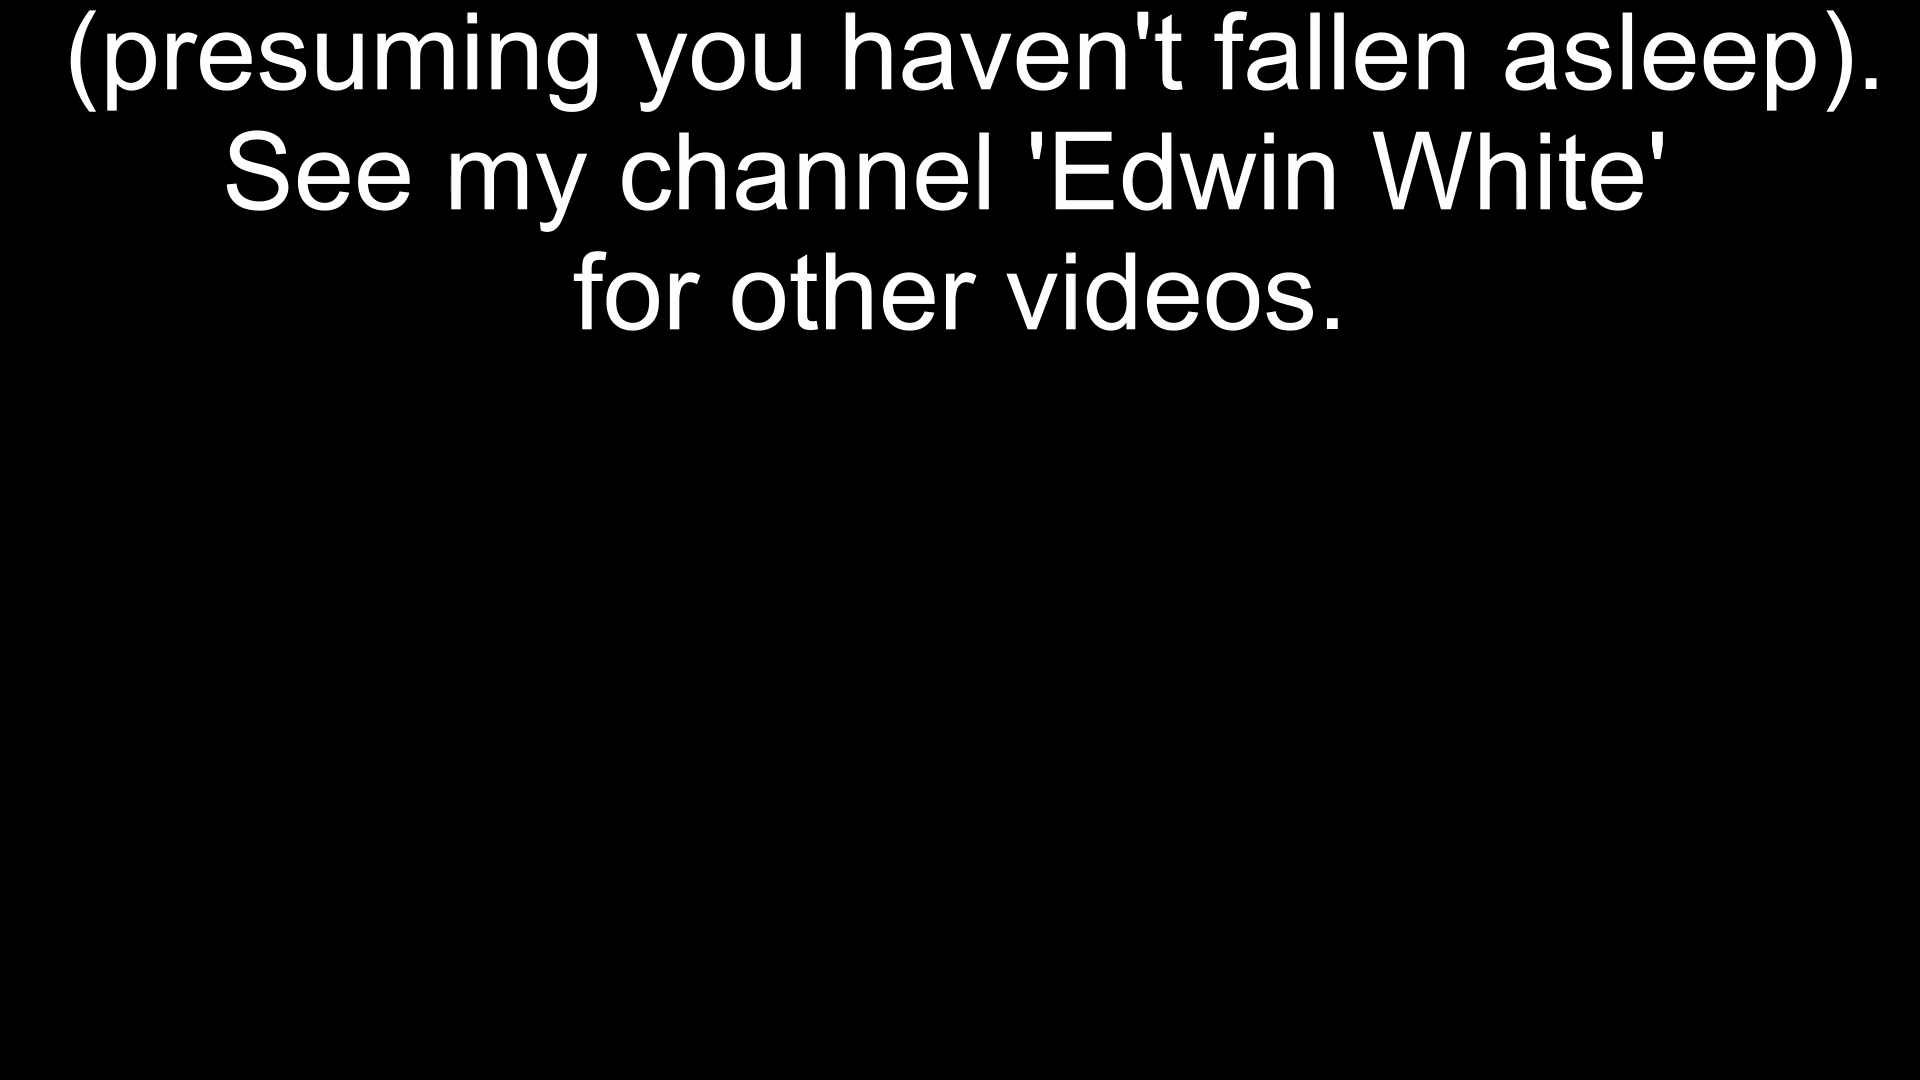 (presuming you haven't fallen asleep).
See my channel 'Edwin White'
for other videos.